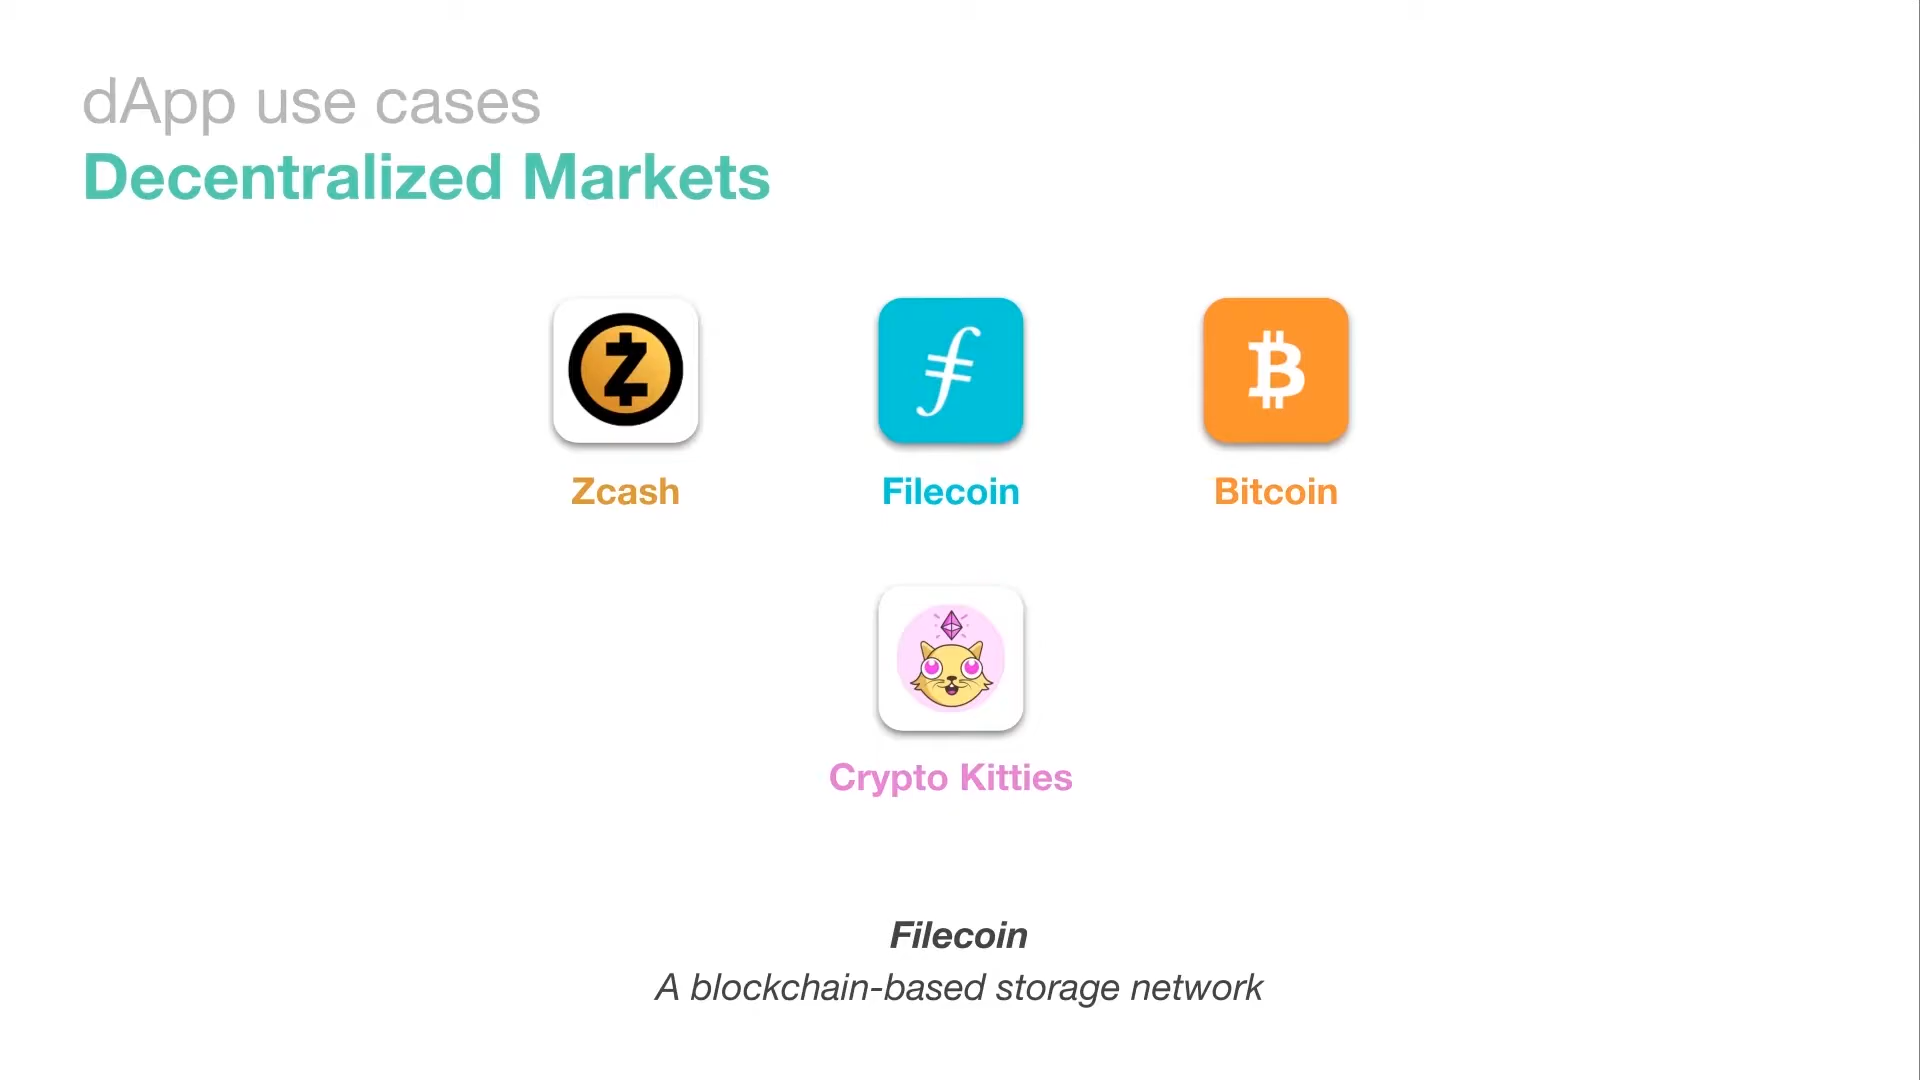 dApp use cases
Decentralized Markets
Zcash
Filecoin
Bitcoin
Crypto Kitties
Filecoin
A blockchain-based storage network